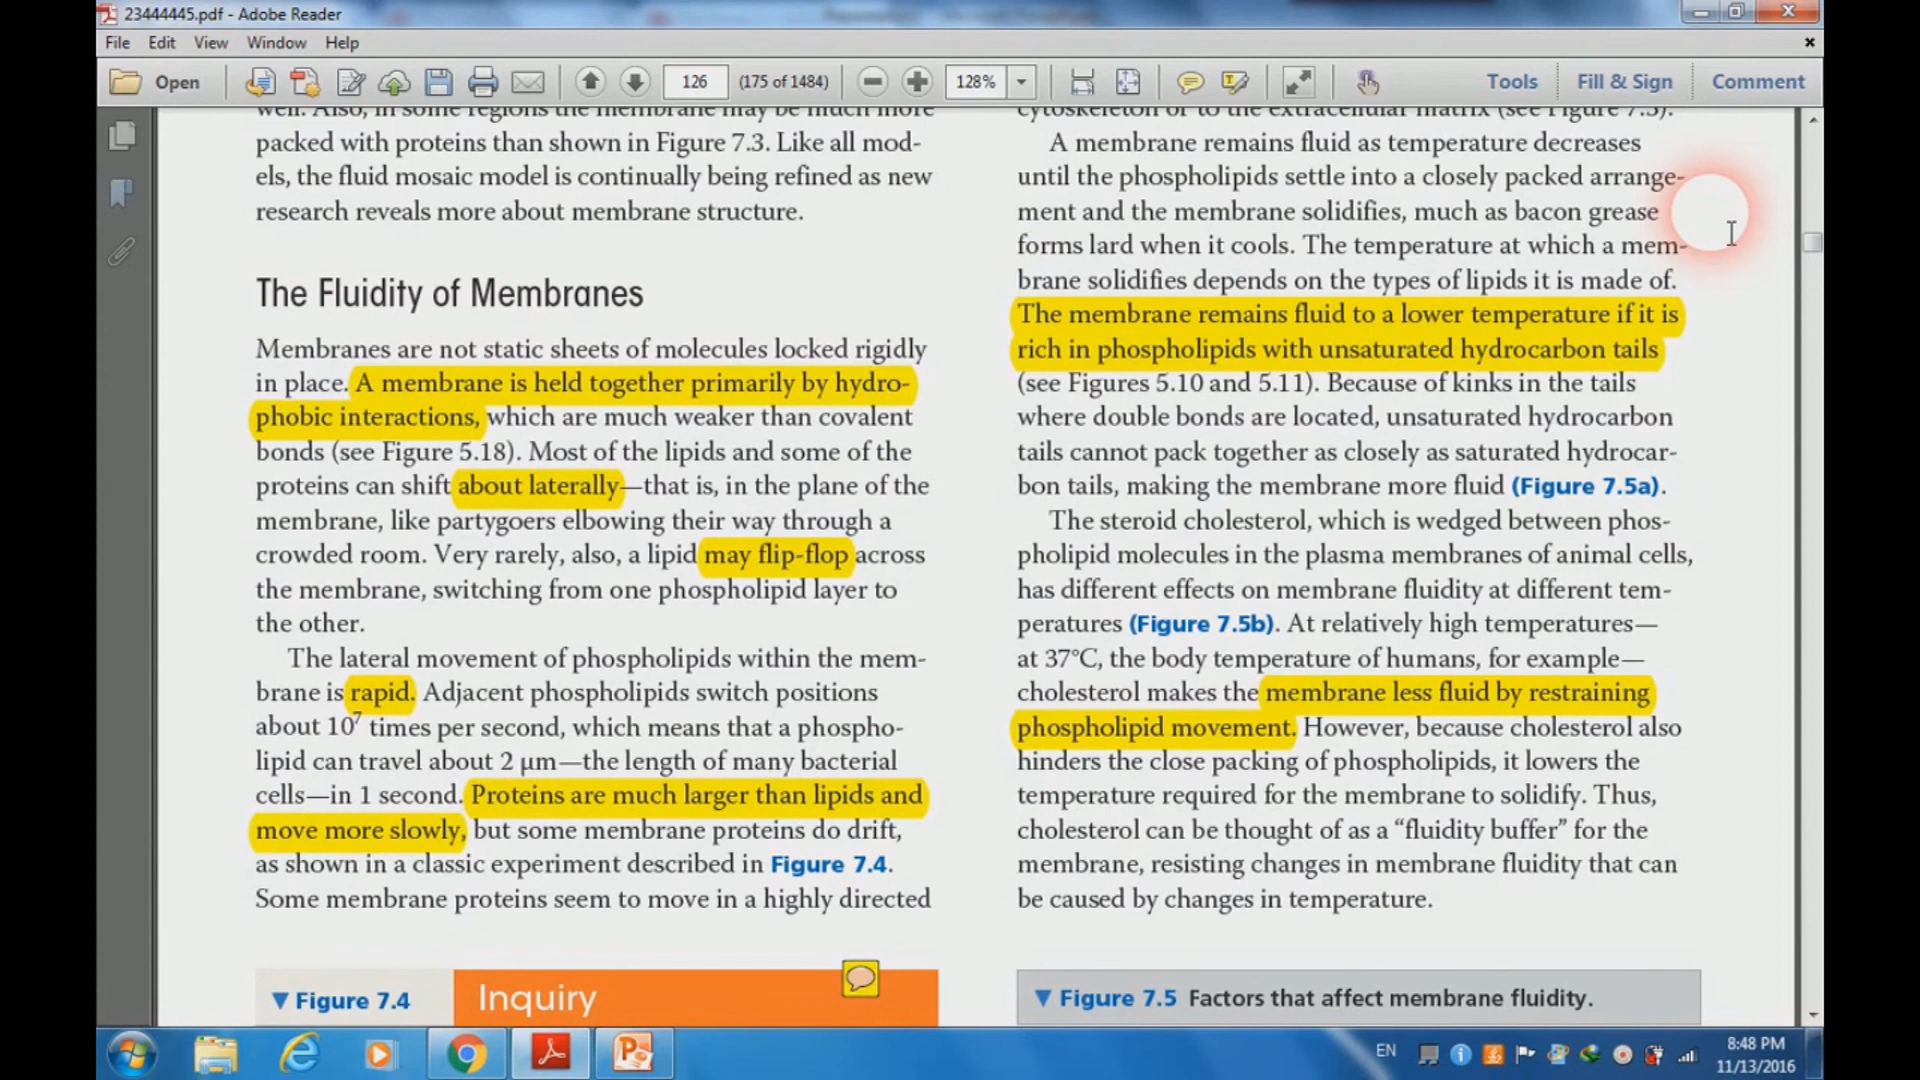 23444445.pdf - Adobe Reader
File Edit View Window Help
Open 126 (175 of 1484) 128% Tools Fill & Sign Comment
well. Also, in some regions the membrane may be much more
packed with proteins than shown in Figure 7.3. Like all mod-
els, the fluid mosaic model is continually being refined as new
research reveals more about membrane structure.
The Fluidity of Membranes
Membranes are not static sheets of molecules locked rigidly
in place. A membrane is held together primarily by hydro-
phobic interactions, which are much weaker than covalent
bonds (see Figure 5.18). Most of the lipids and some of the
proteins can shift about laterally—that is, in the plane of the
membrane, like partygoers elbowing their way through a
crowded room. Very rarely, also, a lipid may flip-flop across
the membrane, switching from one phospholipid layer to
the other.
The lateral movement of phospholipids within the mem-
brane is rapid. Adjacent phospholipids switch positions
about 10⁷ times per second, which means that a phospho-
lipid can travel about 2 μm—the length of many bacterial
cells—in 1 second. Proteins are much larger than lipids and
move more slowly, but some membrane proteins do drift,
as shown in a classic experiment described in Figure 7.4.
Some membrane proteins seem to move in a highly directed
▼ Figure 7.4 Inquiry
cytoskeleton or to the extracellular matrix (see Figure 7.3).
A membrane remains fluid as temperature decreases
until the phospholipids settle into a closely packed arrange-
ment and the membrane solidifies, much as bacon grease
forms lard when it cools. The temperature at which a mem-
brane solidifies depends on the types of lipids it is made of.
The membrane remains fluid to a lower temperature if it is
rich in phospholipids with unsaturated hydrocarbon tails
(see Figures 5.10 and 5.11). Because of kinks in the tails
where double bonds are located, unsaturated hydrocarbon
tails cannot pack together as closely as saturated hydrocar-
bon tails, making the membrane more fluid (Figure 7.5a).
The steroid cholesterol, which is wedged between phos-
pholipid molecules in the plasma membranes of animal cells,
has different effects on membrane fluidity at different tem-
peratures (Figure 7.5b). At relatively high temperatures—
at 37°C, the body temperature of humans, for example—
cholesterol makes the membrane less fluid by restraining
phospholipid movement. However, because cholesterol also
hinders the close packing of phospholipids, it lowers the
temperature required for the membrane to solidify. Thus,
cholesterol can be thought of as a “fluidity buffer” for the
membrane, resisting changes in membrane fluidity that can
be caused by changes in temperature.
▼ Figure 7.5 Factors that affect membrane fluidity.
EN 8:48 PM
11/13/2016